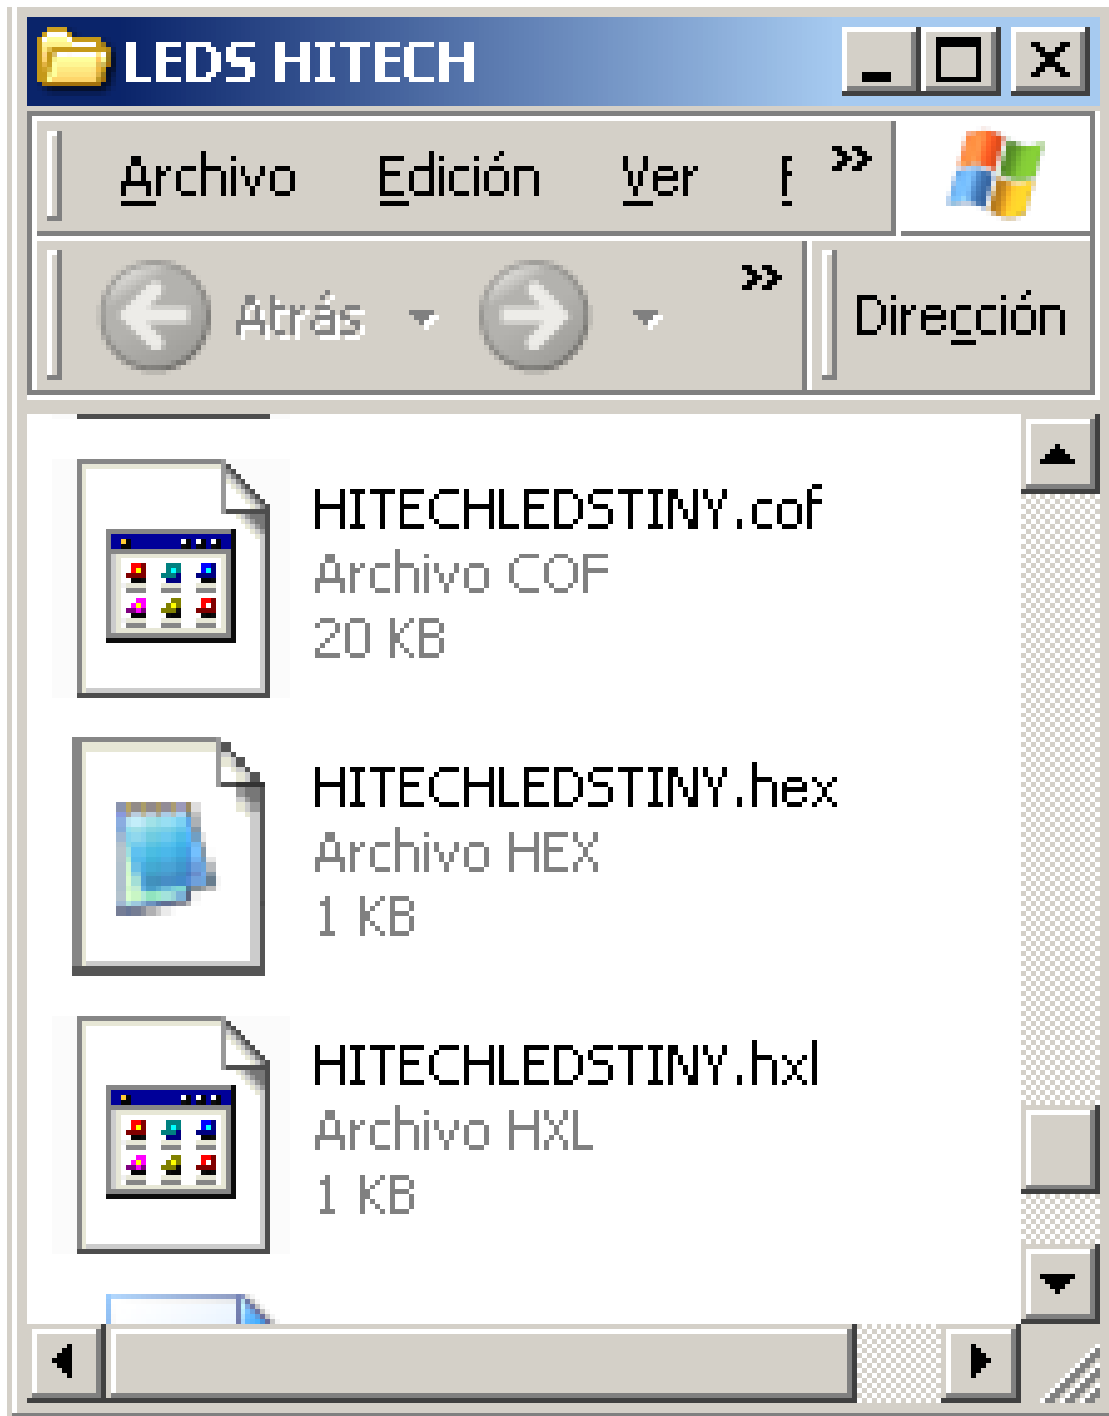 LEDS HITECH
Archivo Edición Ver »
Atrás » Dirección
HITECHLEDSTINY.cof
Archivo COF
20 KB
HITECHLEDSTINY.hex
Archivo HEX
1 KB
HITECHLEDSTINY.hxl
Archivo HXL
1 KB